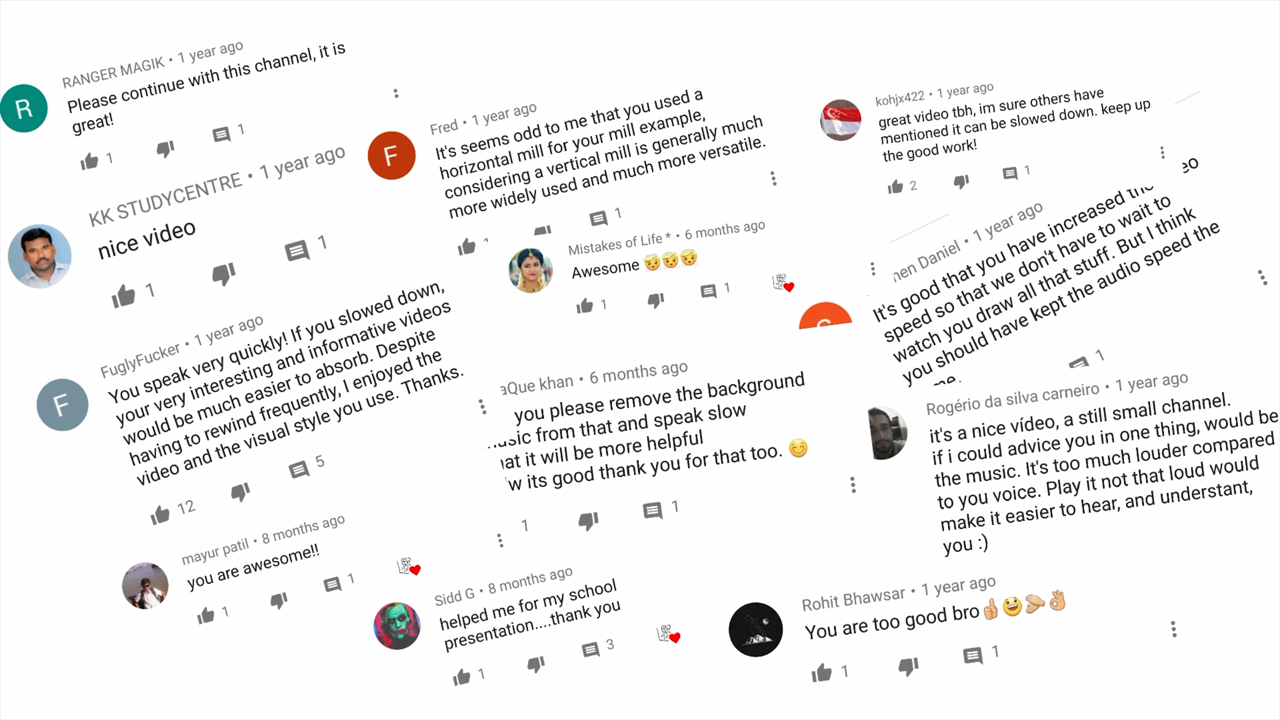 RANGER MAGIK • 1 year ago
Please continue with this channel, it is
great!
1
1
R
KK STUDYCENTRE • 1 year ago
nice video
1
1
FuglyFucker • 1 year ago
You speak very quickly! If you slowed down,
your very interesting and informative videos
would be much easier to absorb. Despite
having to rewind frequently, I enjoyed the
video and the visual style you use. Thanks.
12
5
F
mayur patil • 8 months ago
you are awesome!!
1
1
Fred • 1 year ago
It's seems odd to me that you used a
horizontal mill for your mill example,
considering a vertical mill is generally much
more widely used and much more versatile.
1
F
Mistakes of Life * • 6 months ago
Awesome 😇😇😇
1
1
aQue khan • 6 months ago
you please remove the background
from that and speak slow
it will be more helpful
its good thank you for that too. 😊
1
1
Sidd G • 8 months ago
helped me for my school
presentation....thank you
1
3
kohjx422 • 1 year ago
great video tbh, im sure others have
mentioned it can be slowed down. keep up
the good work!
2
1
Daniel • 1 year ago
It's good that you have increased
speed so that we don't have to wait to
watch you draw all that stuff. But I think
you should have kept the audio speed the
1
Rogério da silva carneiro • 1 year ago
it's a nice vídeo, a still small channel.
if i could advice you in one thing, would be
the music. It's too much louder compared
to you voice. Play it not that loud would
make it easier to hear, and understant,
you :)
Rohit Bhawsar • 1 year ago
You are too good bro👍😃🫴👌
1
1